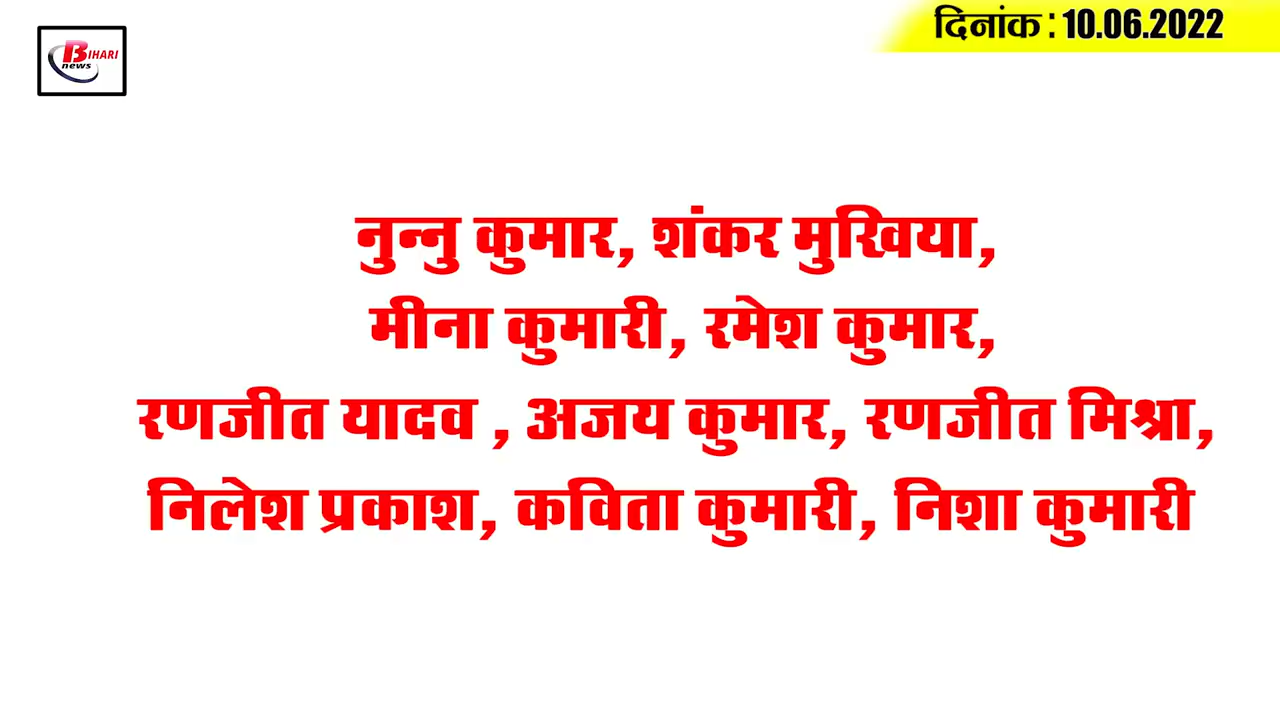 BIHARI
news
दिनांक : 10.06.2022
नुन्नु कुमार, शंकर मुखिया,
मीना कुमारी, रमेश कुमार,
रणजीत यादव , अजय कुमार, रणजीत मिश्रा,
निलेश प्रकाश, कविता कुमारी, निशा कुमारी